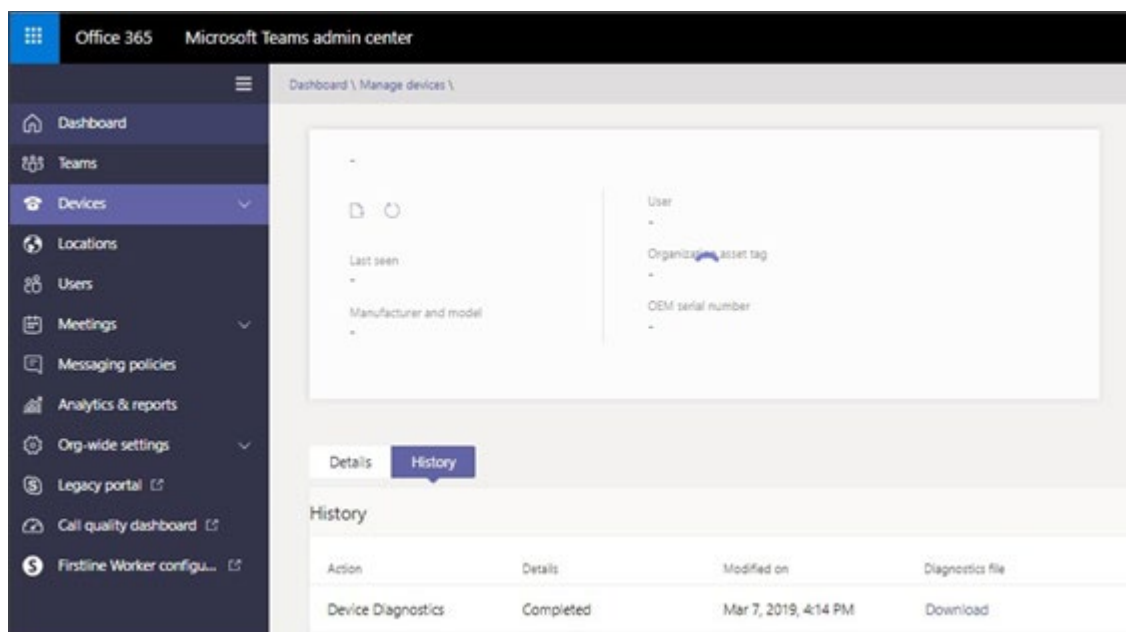 Office 365 Microsoft Teams admin center
Dashboard \ Manage devices \
Dashboard
Teams
Devices
Locations
Users
Meetings
Messaging policies
Analytics & reports
Org-wide settings
Legacy portal
Call quality dashboard
Firstline Worker configu...
-
Last seen
-
Manufacturer and model
-
User
-
Organization asset tag
-
OEM serial number
-
Details History
History
Action Details Modified on Diagnostics file
Device Diagnostics Completed Mar 7, 2019, 4:14 PM Download